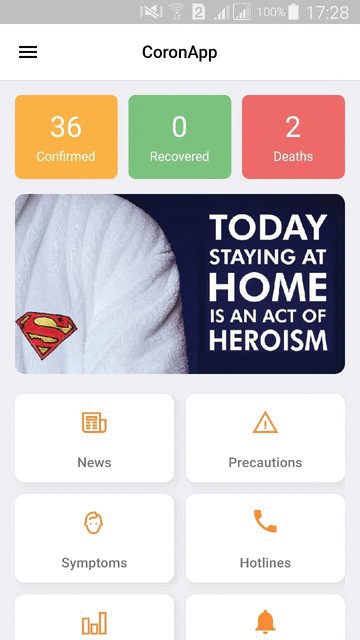 2 100% 17:28
CoronApp
36 0 2
Confirmed Recovered Deaths
TODAY
STAYING AT
HOME
IS AN ACT OF
HEROISM
News Precautions
Symptoms Hotlines